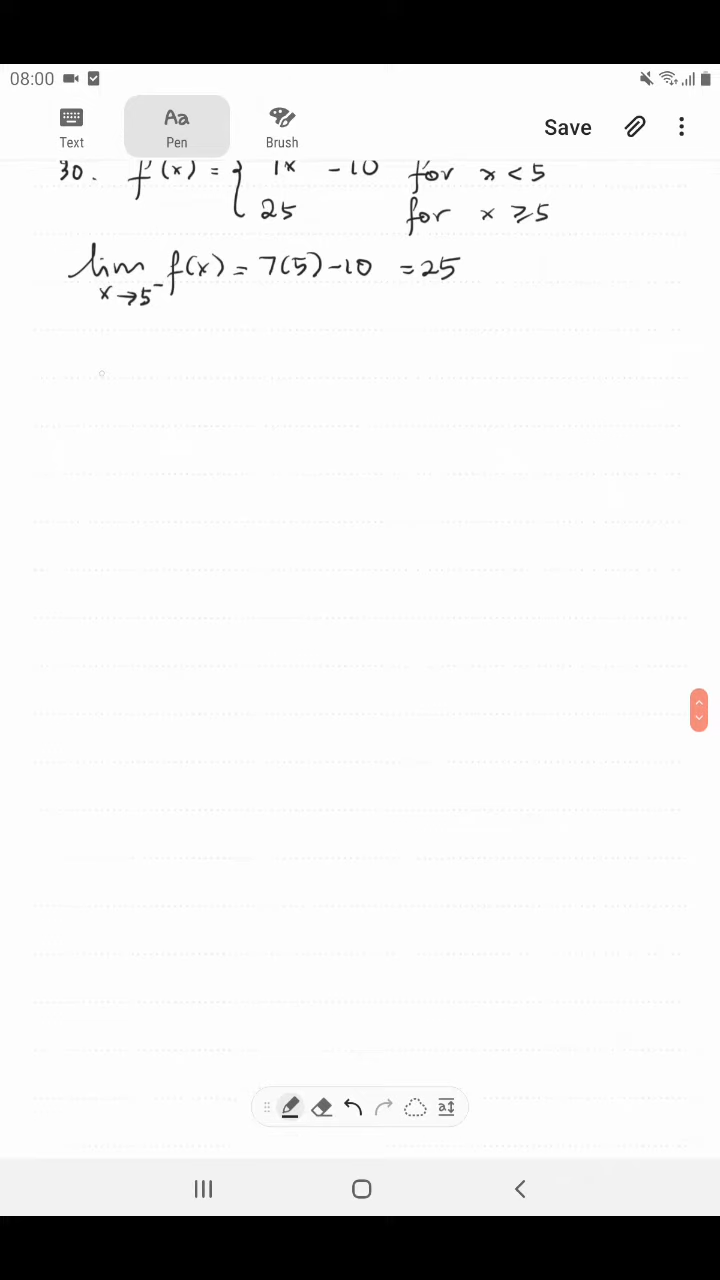 08:00
Text Pen Brush Save
30. f(x) = { 7x - 10 for x < 5
25 for x ≥ 5
lim x→5⁻ f(x) = 7(5) - 10 = 25